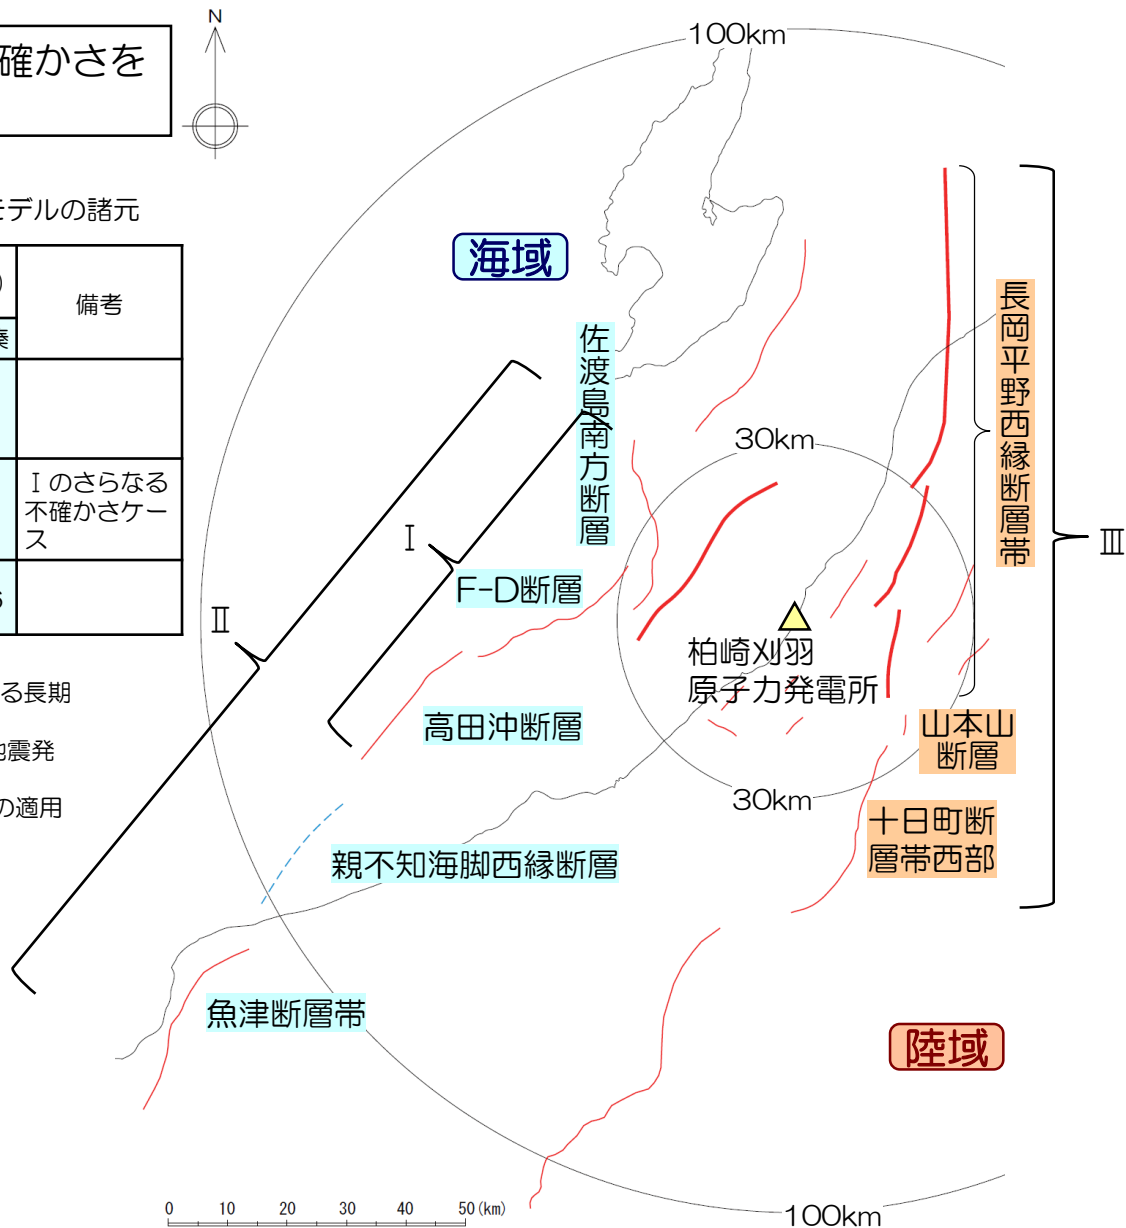 確かさを
N
モデルの諸元
)
備考
Ⅰのさらなる
不確かさケー
ス
る長期
地震発
の適用
100km
海域
佐渡島南方断層
長岡平野西縁断層帯
30km
Ⅰ
Ⅱ
Ⅲ
F-D断層
柏崎刈羽
原子力発電所
高田沖断層
山本山
断層
30km
十日町断
層帯西部
親不知海脚西縁断層
魚津断層帯
陸域
0 10 20 30 40 50 (km)
100km